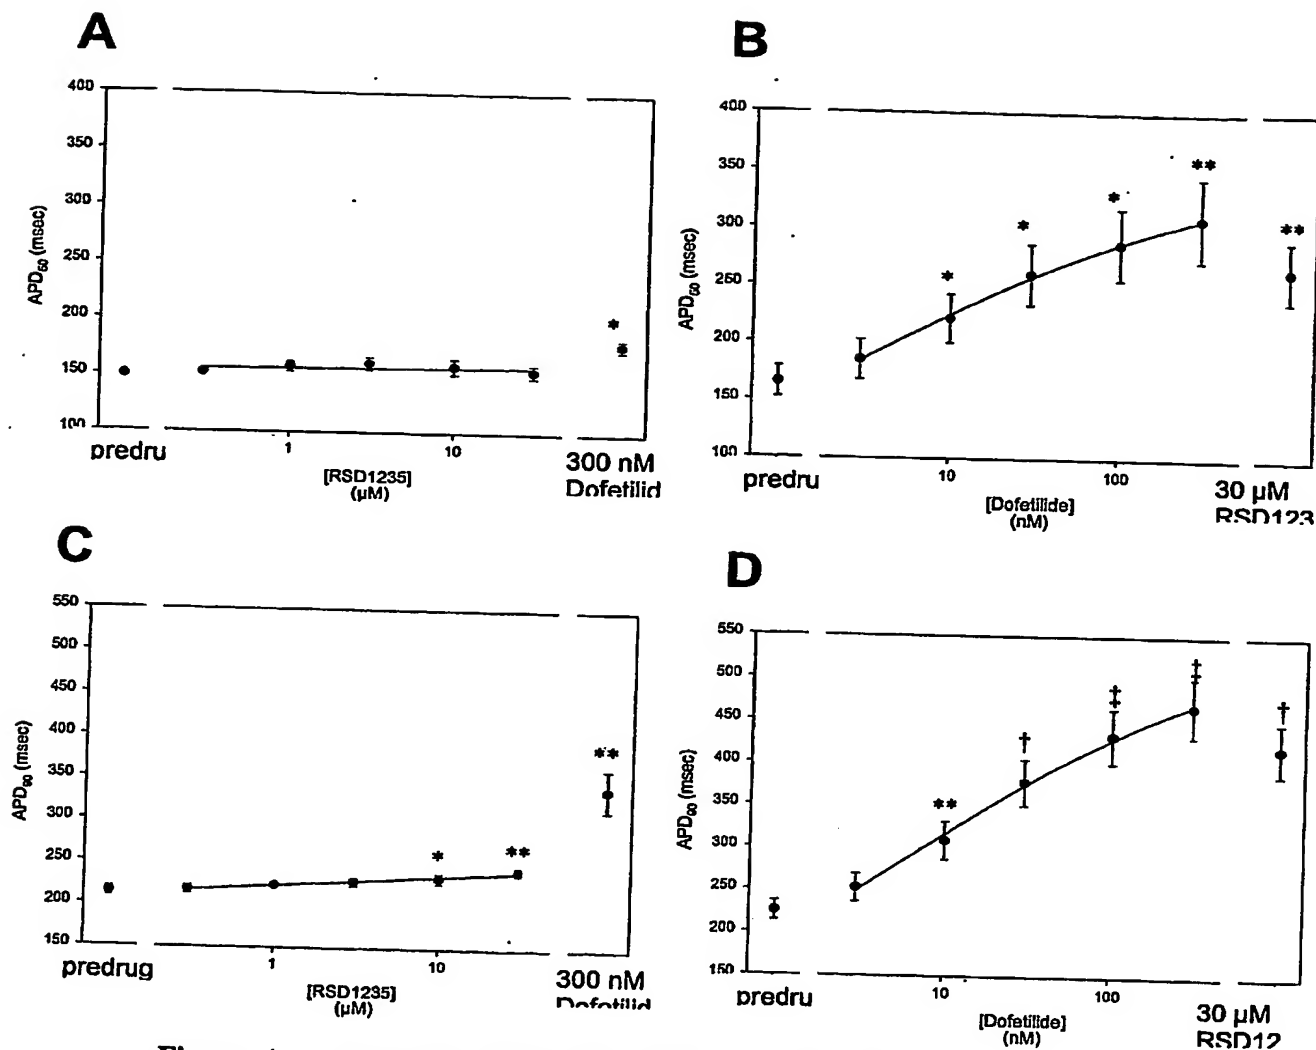 A
400
350
300
250
200
150
100
APD60 (msec)
*
predru
1
10
[RSD1235]
(µM)
300 nM
Dofetilid
B
400
350
300
250
200
150
100
APD60 (msec)
*
*
*
**
**
predru
10
100
[Dofetilide]
(nM)
30 µM
RSD123
C
550
500
450
400
350
300
250
200
150
APD90 (msec)
*
**
**
predrug
1
10
[RSD1235]
(µM)
300 nM
Dofetilid
D
550
500
450
400
350
300
250
200
150
APD90 (msec)
**
†
‡
‡
†
predru
10
100
[Dofetilide]
(nM)
30 µM
RSD12